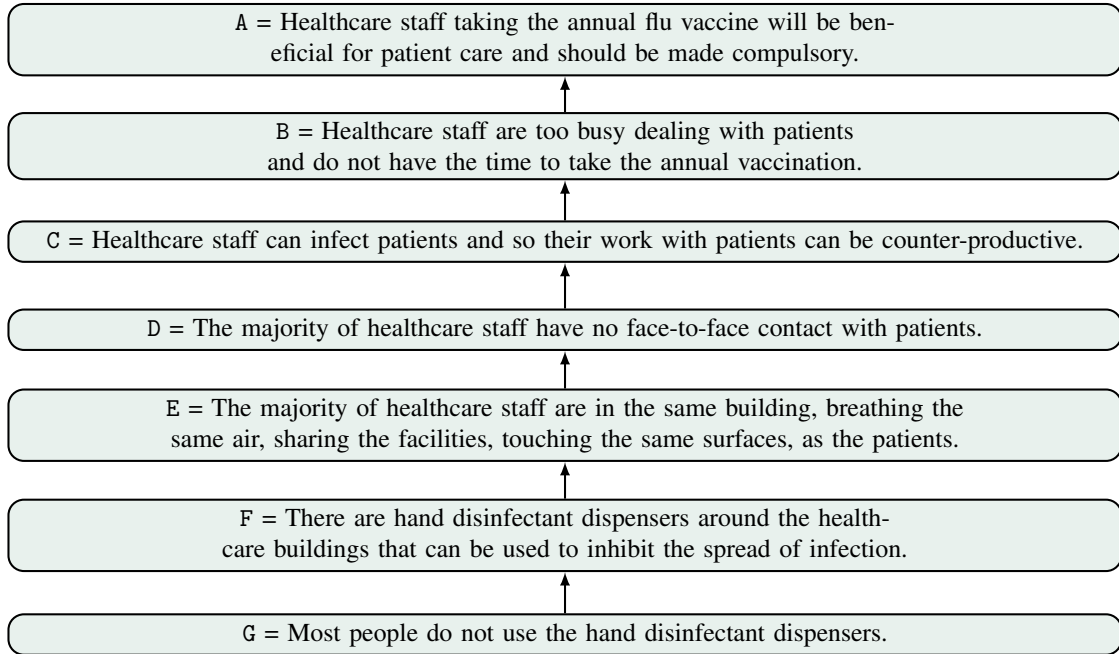 A = Healthcare staff taking the annual flu vaccine will be ben-
eficial for patient care and should be made compulsory.
B = Healthcare staff are too busy dealing with patients
and do not have the time to take the annual vaccination.
C = Healthcare staff can infect patients and so their work with patients can be counter-productive.
D = The majority of healthcare staff have no face-to-face contact with patients.
E = The majority of healthcare staff are in the same building, breathing the
same air, sharing the facilities, touching the same surfaces, as the patients.
F = There are hand disinfectant dispensers around the health-
care buildings that can be used to inhibit the spread of infection.
G = Most people do not use the hand disinfectant dispensers.